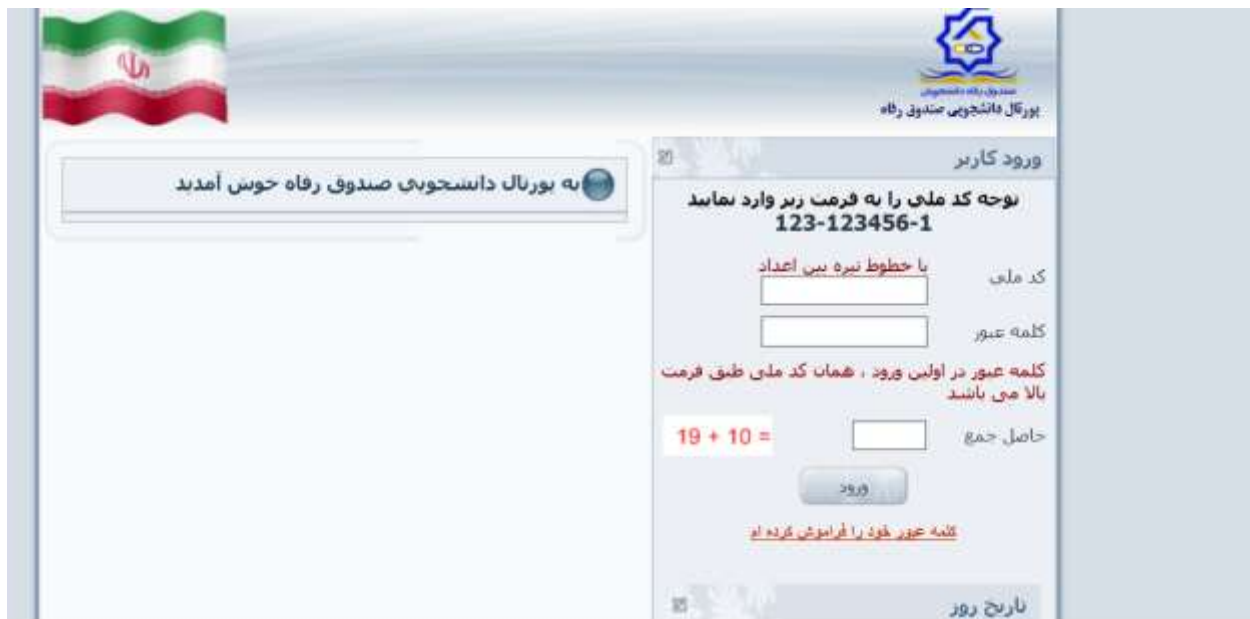 صندوق رفاه دانشجویان
پورتال دانشجویی صندوق رفاه
ورود کاربر
به پورتال دانشجویی صندوق رفاه خوش آمدید
توجه کد ملی را به فرمت زیر وارد نمایید
123-123456-1
با خطوط تیره بین اعداد
کد ملی
کلمه عبور
کلمه عبور در اولین ورود ، همان کد ملی طبق فرمت
بالا می باشد
حاصل جمع
19 + 10 =
ورود
کلمه عبور خود را فراموش کرده ام
تاریخ روز